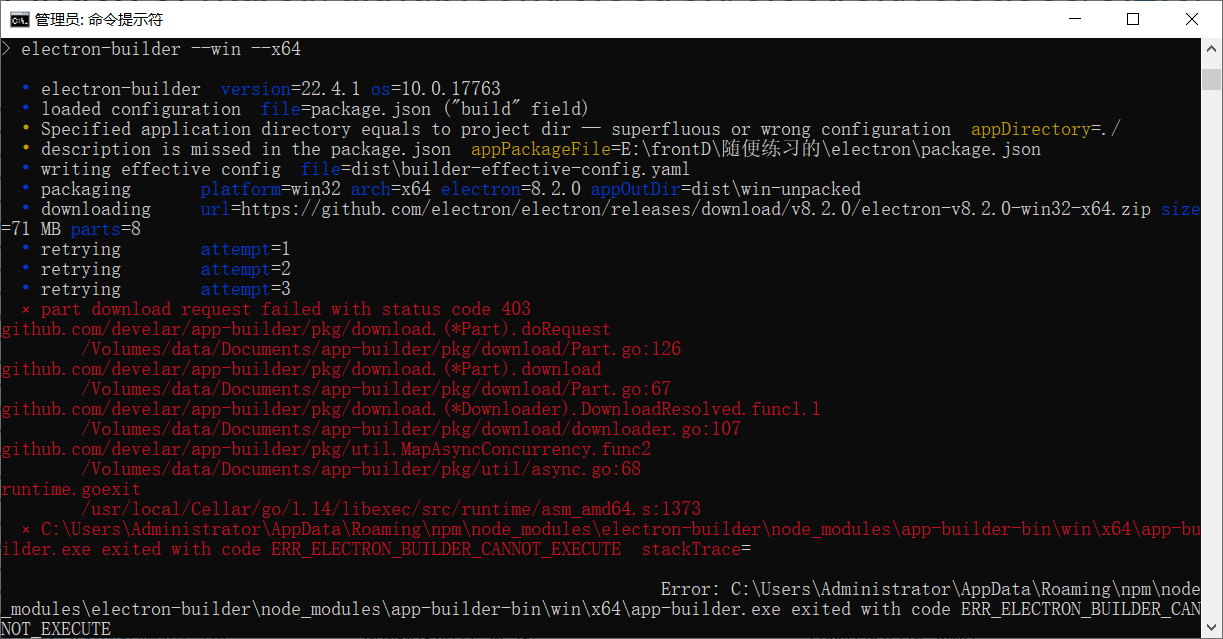 管理员: 命令提示符
> electron-builder --win --x64
• electron-builder version=22.4.1 os=10.0.17763
• loaded configuration file=package.json ("build" field)
• Specified application directory equals to project dir — superfluous or wrong configuration appDirectory=./
• description is missed in the package.json appPackageFile=E:\frontD\随便练习的\electron\package.json
• writing effective config file=dist\builder-effective-config.yaml
• packaging platform=win32 arch=x64 electron=8.2.0 appOutDir=dist\win-unpacked
• downloading url=https://github.com/electron/electron/releases/download/v8.2.0/electron-v8.2.0-win32-x64.zip size
=71 MB parts=8
• retrying attempt=1
• retrying attempt=2
• retrying attempt=3
× part download request failed with status code 403
github.com/develar/app-builder/pkg/download.(*Part).doRequest
/Volumes/data/Documents/app-builder/pkg/download/Part.go:126
github.com/develar/app-builder/pkg/download.(*Part).download
/Volumes/data/Documents/app-builder/pkg/download/Part.go:67
github.com/develar/app-builder/pkg/download.(*Downloader).DownloadResolved.func1.1
/Volumes/data/Documents/app-builder/pkg/download/downloader.go:107
github.com/develar/app-builder/pkg/util.MapAsyncConcurrency.func2
/Volumes/data/Documents/app-builder/pkg/util/async.go:68
runtime.goexit
/usr/local/Cellar/go/1.14/libexec/src/runtime/asm_amd64.s:1373
× C:\Users\Administrator\AppData\Roaming\npm\node_modules\electron-builder\node_modules\app-builder-bin\win\x64\app-bu
ilder.exe exited with code ERR_ELECTRON_BUILDER_CANNOT_EXECUTE stackTrace=
Error: C:\Users\Administrator\AppData\Roaming\npm\node
_modules\electron-builder\node_modules\app-builder-bin\win\x64\app-builder.exe exited with code ERR_ELECTRON_BUILDER_CAN
NOT_EXECUTE